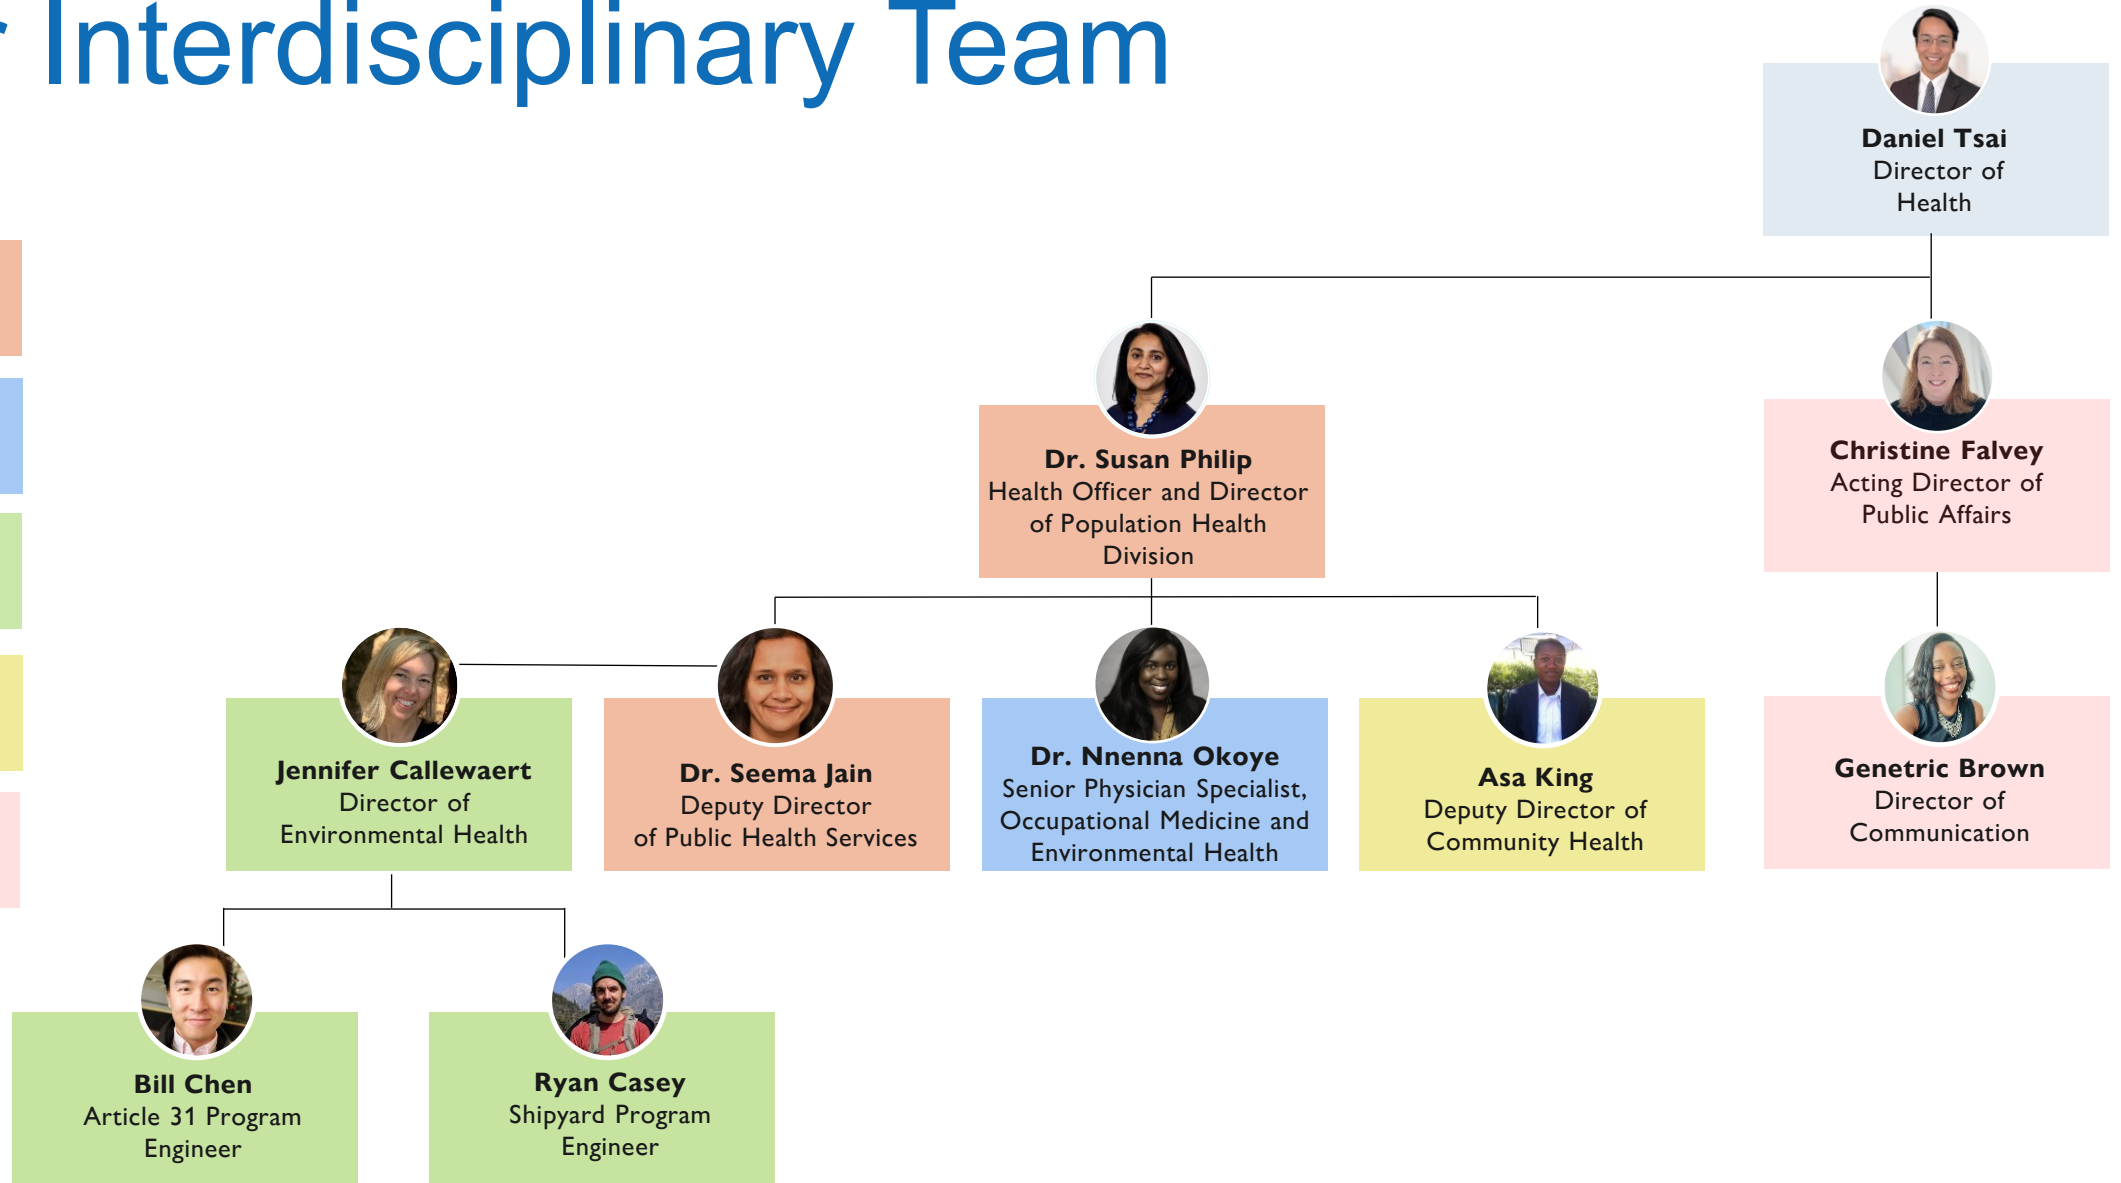 r Interdisciplinary Team
Daniel Tsai
Director of
Health
Dr. Susan Philip
Health Officer and Director
of Population Health
Division
Christine Falvey
Acting Director of
Public Affairs
Jennifer Callewaert
Director of
Environmental Health
Dr. Seema Jain
Deputy Director
of Public Health Services
Dr. Nnenna Okoye
Senior Physician Specialist,
Occupational Medicine and
Environmental Health
Asa King
Deputy Director of
Community Health
Genetric Brown
Director of
Communication
Bill Chen
Article 31 Program
Engineer
Ryan Casey
Shipyard Program
Engineer